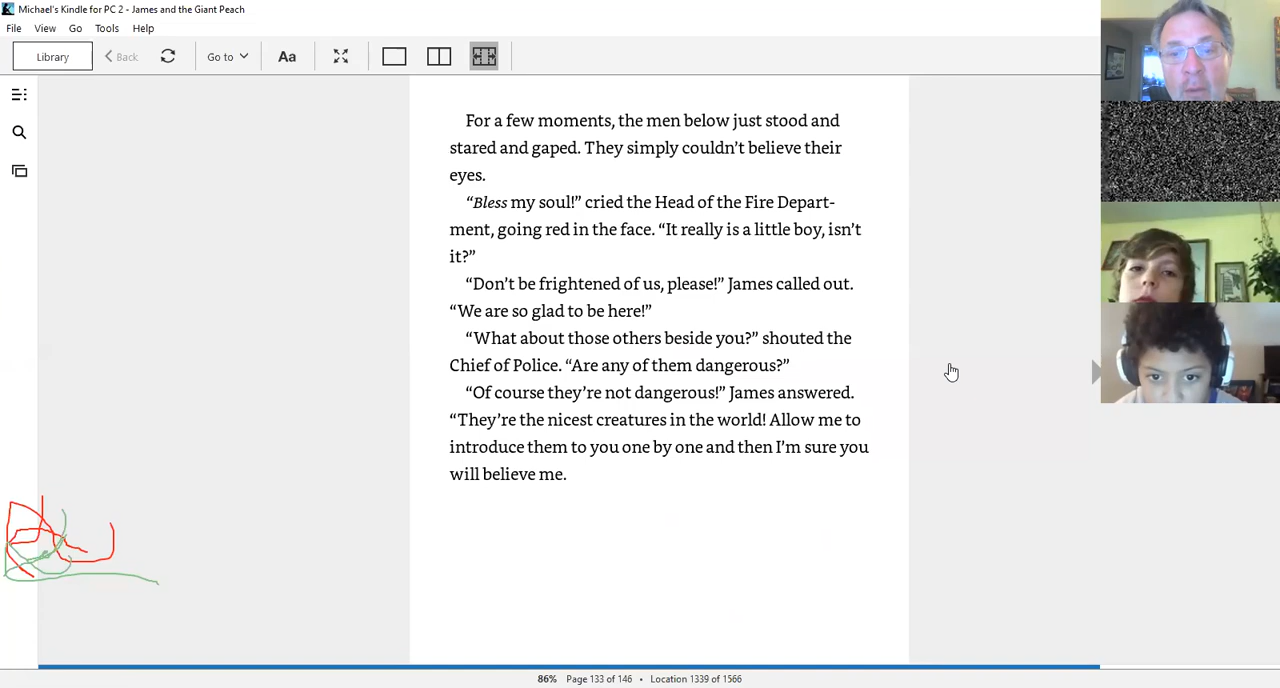 Michael's Kindle for PC 2 - James and the Giant Peach
File View Go Tools Help
Library Back Go to Aa
For a few moments, the men below just stood and
stared and gaped. They simply couldn’t believe their
eyes.
“Bless my soul!” cried the Head of the Fire Depart-
ment, going red in the face. “It really is a little boy, isn’t
it?”
“Don’t be frightened of us, please!” James called out.
“We are so glad to be here!”
“What about those others beside you?” shouted the
Chief of Police. “Are any of them dangerous?”
“Of course they’re not dangerous!” James answered.
“They’re the nicest creatures in the world! Allow me to
introduce them to you one by one and then I’m sure you
will believe me.
86% Page 133 of 146 • Location 1339 of 1566